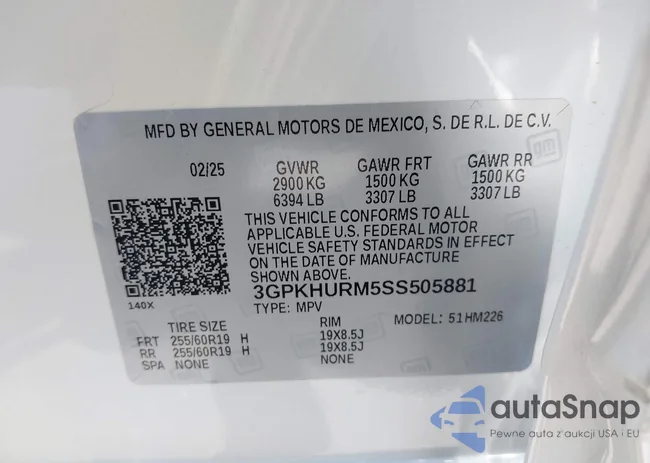 MFD BY GENERAL MOTORS DE MEXICO, S. DE R.L. DE C.V.
02/25 GVWR GAWR FRT GAWR RR
2900 KG 1500 KG 1500 KG
6394 LB 3307 LB 3307 LB
THIS VEHICLE CONFORMS TO ALL
APPLICABLE U.S. FEDERAL MOTOR
VEHICLE SAFETY STANDARDS IN EFFECT
ON THE DATE OF MANUFACTURE
SHOWN ABOVE.
3GPKHURM5SS505881
140X TYPE: MPV MODEL: 51HM226
TIRE SIZE RIM
FRT 255/60R19 H 19X8.5J
RR 255/60R19 H 19X8.5J
SPA NONE NONE
gm
autaSnap
Pewne auta z aukcji USA i EU